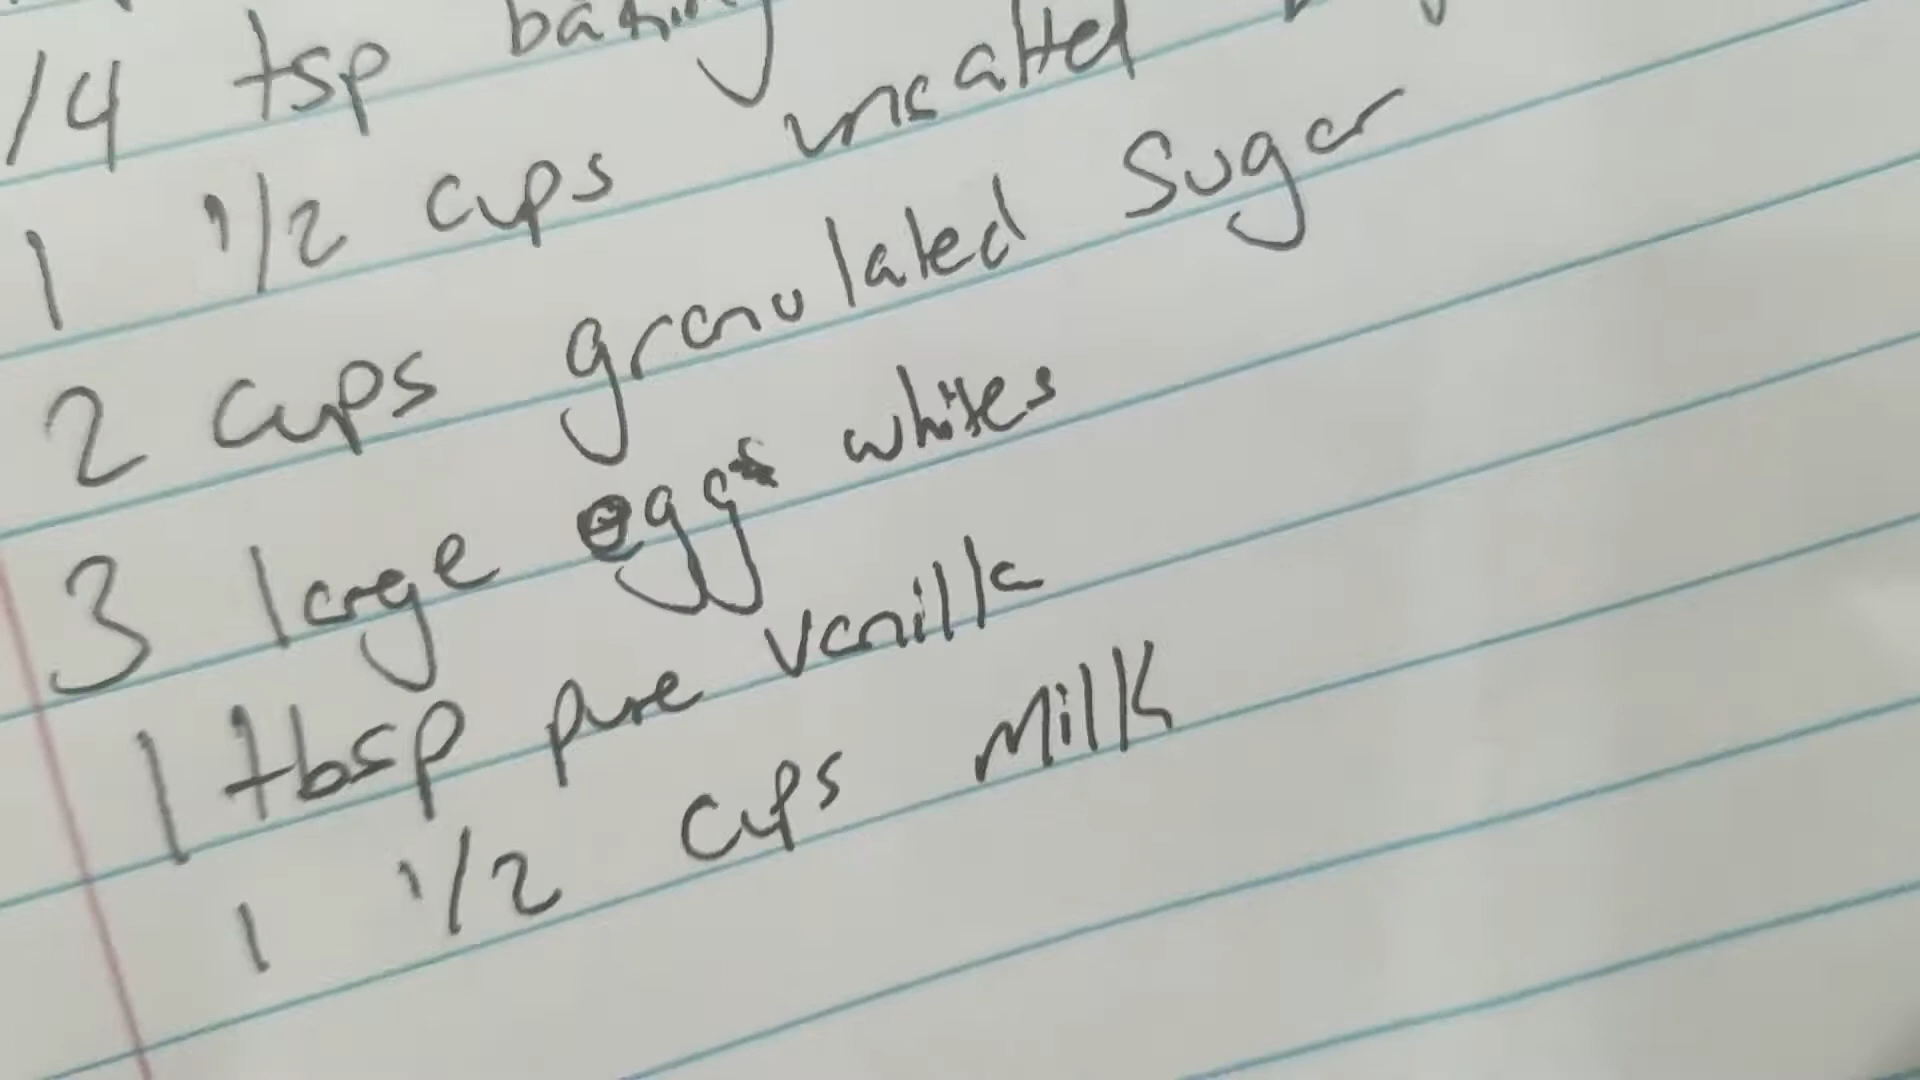 /4 tsp baking
1 1/2 cups unsalted
2 cups granulated Sugar
3 large egg whites
1 tbsp pure vanilla
1 1/2 cups Milk